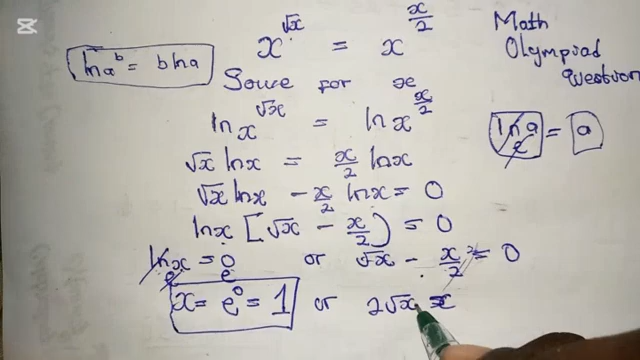 x^√x = x^(x/2)
Math
Olympiad
Question
ln a^b = b ln a
Solve for x
ln x^√x = ln x^(x/2)
e^(ln a) = a
√x ln x = x/2 ln x
√x ln x - x/2 ln x = 0
ln x [√x - x/2) = 0
e^(ln x) = e^0 or √x - x/2 = 0
x = e^0 = 1 or 2√x x